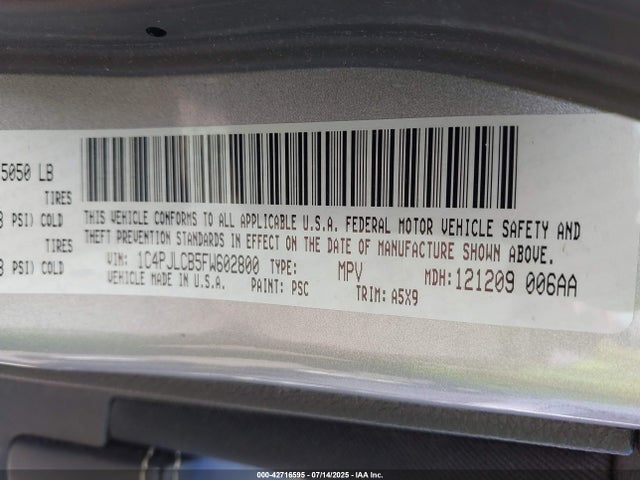 5050 LB
TIRES
PSI) COLD
TIRES
PSI) COLD
THIS VEHICLE CONFORMS TO ALL APPLICABLE U.S.A. FEDERAL MOTOR VEHICLE SAFETY AND
THEFT PREVENTION STANDARDS IN EFFECT ON THE DATE OF MANUFACTURE SHOWN ABOVE.
VIN: 1C4PJLCB5FW602800 TYPE: MPV MDH:121209 006AA
VEHICLE MADE IN U.S.A. PAINT: PSC TRIM: A5X9
000-42716595 - 07/14/2025 - IAA Inc.